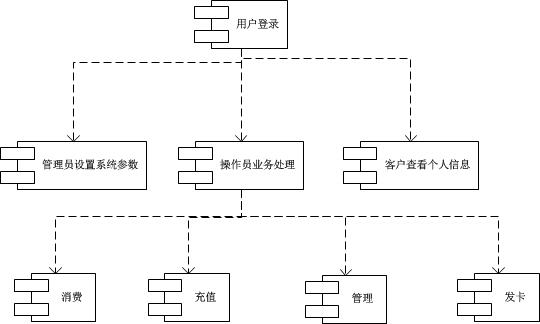 用户登录
管理员设置系统参数
操作员业务处理
客户查看个人信息
消费
充值
管理
发卡